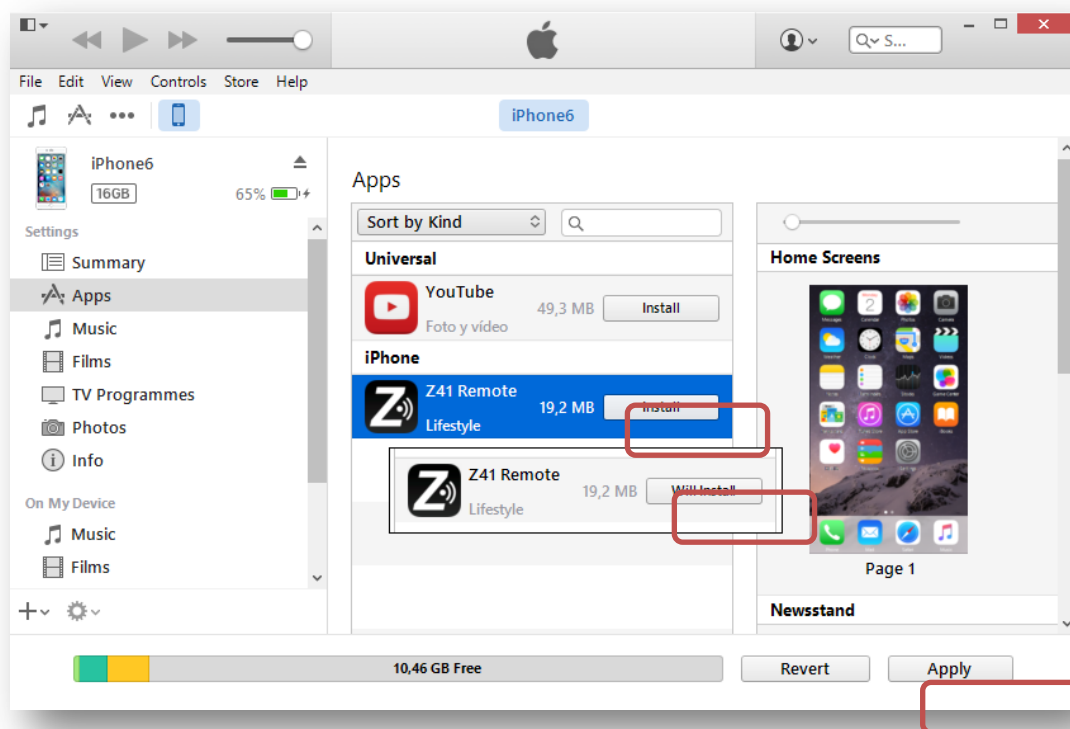 S...
File Edit View Controls Store Help
iPhone6
iPhone6
16GB
65%
Settings
Summary
Apps
Music
Films
TV Programmes
Photos
Info
On My Device
Music
Films
Apps
Sort by Kind
Universal
YouTube
49,3 MB
Install
Foto y vídeo
iPhone
Z41 Remote
19,2 MB
Install
Lifestyle
Z41 Remote
19,2 MB
Will Install
Lifestyle
Home Screens
Page 1
Newsstand
10,46 GB Free
Revert
Apply